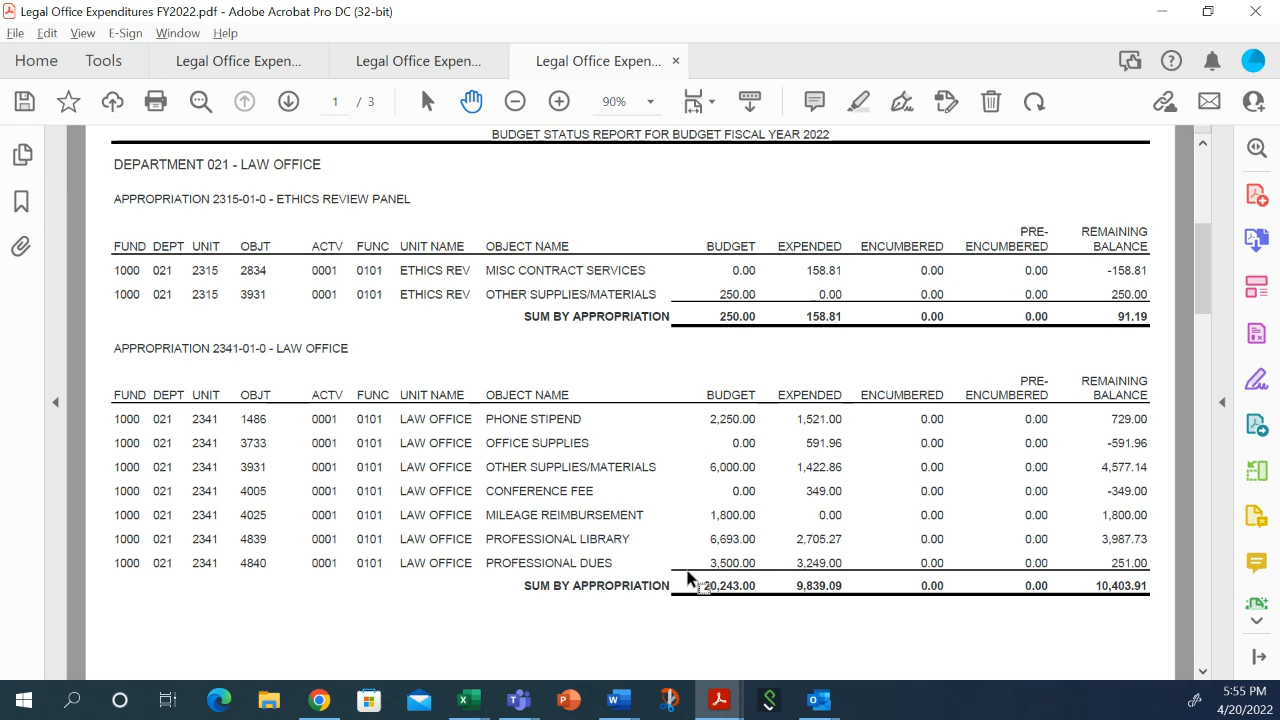 Legal Office Expenditures FY2022.pdf - Adobe Acrobat Pro DC (32-bit)
File Edit View E-Sign Window Help
Home Tools Legal Office Expen... Legal Office Expen... Legal Office Expen... ×
1 / 3 90%
BUDGET STATUS REPORT FOR BUDGET FISCAL YEAR 2022
DEPARTMENT 021 - LAW OFFICE
APPROPRIATION 2315-01-0 - ETHICS REVIEW PANEL
PRE- REMAINING
FUND DEPT UNIT OBJT ACTV FUNC UNIT NAME OBJECT NAME BUDGET EXPENDED ENCUMBERED ENCUMBERED BALANCE
1000 021 2315 2834 0001 0101 ETHICS REV MISC CONTRACT SERVICES 0.00 158.81 0.00 0.00 -158.81
1000 021 2315 3931 0001 0101 ETHICS REV OTHER SUPPLIES/MATERIALS 250.00 0.00 0.00 0.00 250.00
SUM BY APPROPRIATION 250.00 158.81 0.00 0.00 91.19
APPROPRIATION 2341-01-0 - LAW OFFICE
PRE- REMAINING
FUND DEPT UNIT OBJT ACTV FUNC UNIT NAME OBJECT NAME BUDGET EXPENDED ENCUMBERED ENCUMBERED BALANCE
1000 021 2341 1486 0001 0101 LAW OFFICE PHONE STIPEND 2,250.00 1,521.00 0.00 0.00 729.00
1000 021 2341 3733 0001 0101 LAW OFFICE OFFICE SUPPLIES 0.00 591.96 0.00 0.00 -591.96
1000 021 2341 3931 0001 0101 LAW OFFICE OTHER SUPPLIES/MATERIALS 6,000.00 1,422.86 0.00 0.00 4,577.14
1000 021 2341 4005 0001 0101 LAW OFFICE CONFERENCE FEE 0.00 349.00 0.00 0.00 -349.00
1000 021 2341 4025 0001 0101 LAW OFFICE MILEAGE REIMBURSEMENT 1,800.00 0.00 0.00 0.00 1,800.00
1000 021 2341 4839 0001 0101 LAW OFFICE PROFESSIONAL LIBRARY 6,693.00 2,705.27 0.00 0.00 3,987.73
1000 021 2341 4840 0001 0101 LAW OFFICE PROFESSIONAL DUES 3,500.00 3,249.00 0.00 0.00 251.00
SUM BY APPROPRIATION 20,243.00 9,839.09 0.00 0.00 10,403.91
5:55 PM
4/20/2022